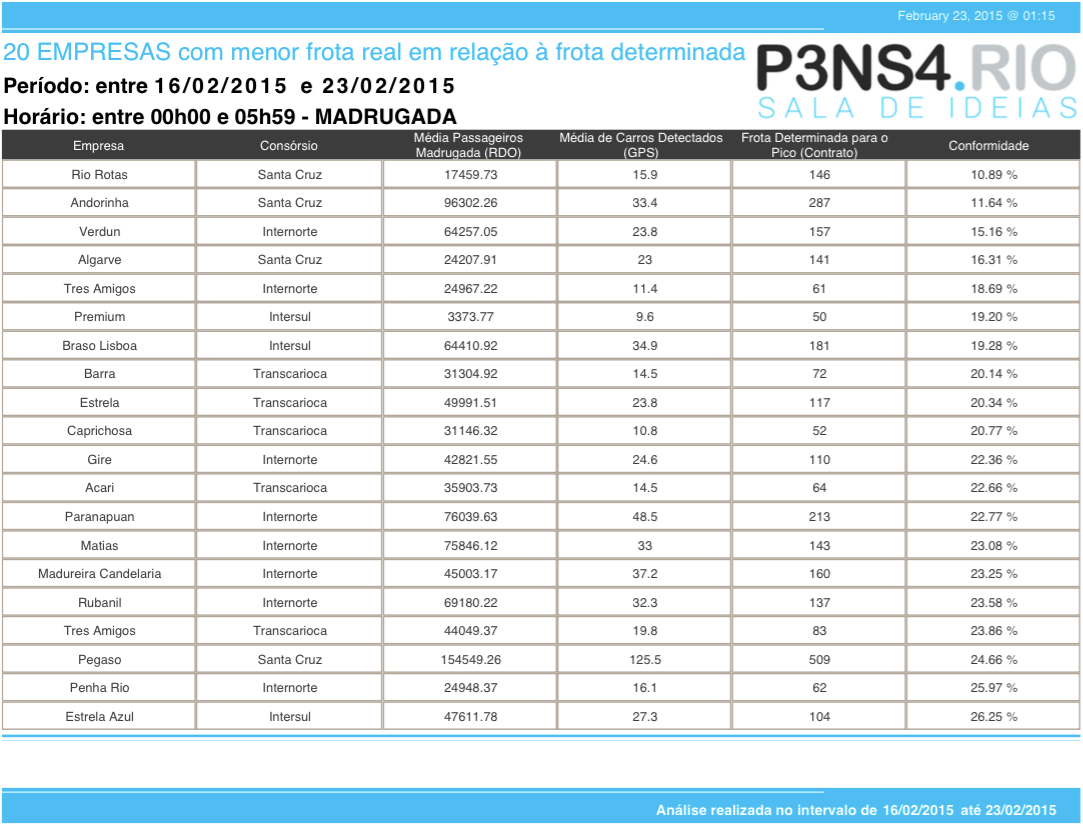 February 23, 2015 @ 01:15
20 EMPRESAS com menor frota real em relação à frota determinada
P3NS4.RIO
SALA DE IDEIAS
Período: entre 16/02/2015 e 23/02/2015
Horário: entre 00h00 e 05h59 - MADRUGADA
Empresa Consórsio Média Passageiros Madrugada (RDO) Média de Carros Detectados (GPS) Frota Determinada para o Pico (Contrato) Conformidade
Rio Rotas Santa Cruz 17459.73 15.9 146 10.89 %
Andorinha Santa Cruz 96302.26 33.4 287 11.64 %
Verdun Internorte 64257.05 23.8 157 15.16 %
Algarve Santa Cruz 24207.91 23 141 16.31 %
Tres Amigos Internorte 24967.22 11.4 61 18.69 %
Premium Intersul 3373.77 9.6 50 19.20 %
Braso Lisboa Intersul 64410.92 34.9 181 19.28 %
Barra Transcarioca 31304.92 14.5 72 20.14 %
Estrela Transcarioca 49991.51 23.8 117 20.34 %
Caprichosa Transcarioca 31146.32 10.8 52 20.77 %
Gire Internorte 42821.55 24.6 110 22.36 %
Acari Transcarioca 35903.73 14.5 64 22.66 %
Paranapuan Internorte 76039.63 48.5 213 22.77 %
Matias Internorte 75846.12 33 143 23.08 %
Madureira Candelaria Internorte 45003.17 37.2 160 23.25 %
Rubanil Internorte 69180.22 32.3 137 23.58 %
Tres Amigos Transcarioca 44049.37 19.8 83 23.86 %
Pegaso Santa Cruz 154549.26 125.5 509 24.66 %
Penha Rio Internorte 24948.37 16.1 62 25.97 %
Estrela Azul Intersul 47611.78 27.3 104 26.25 %
Análise realizada no intervalo de 16/02/2015 até 23/02/2015